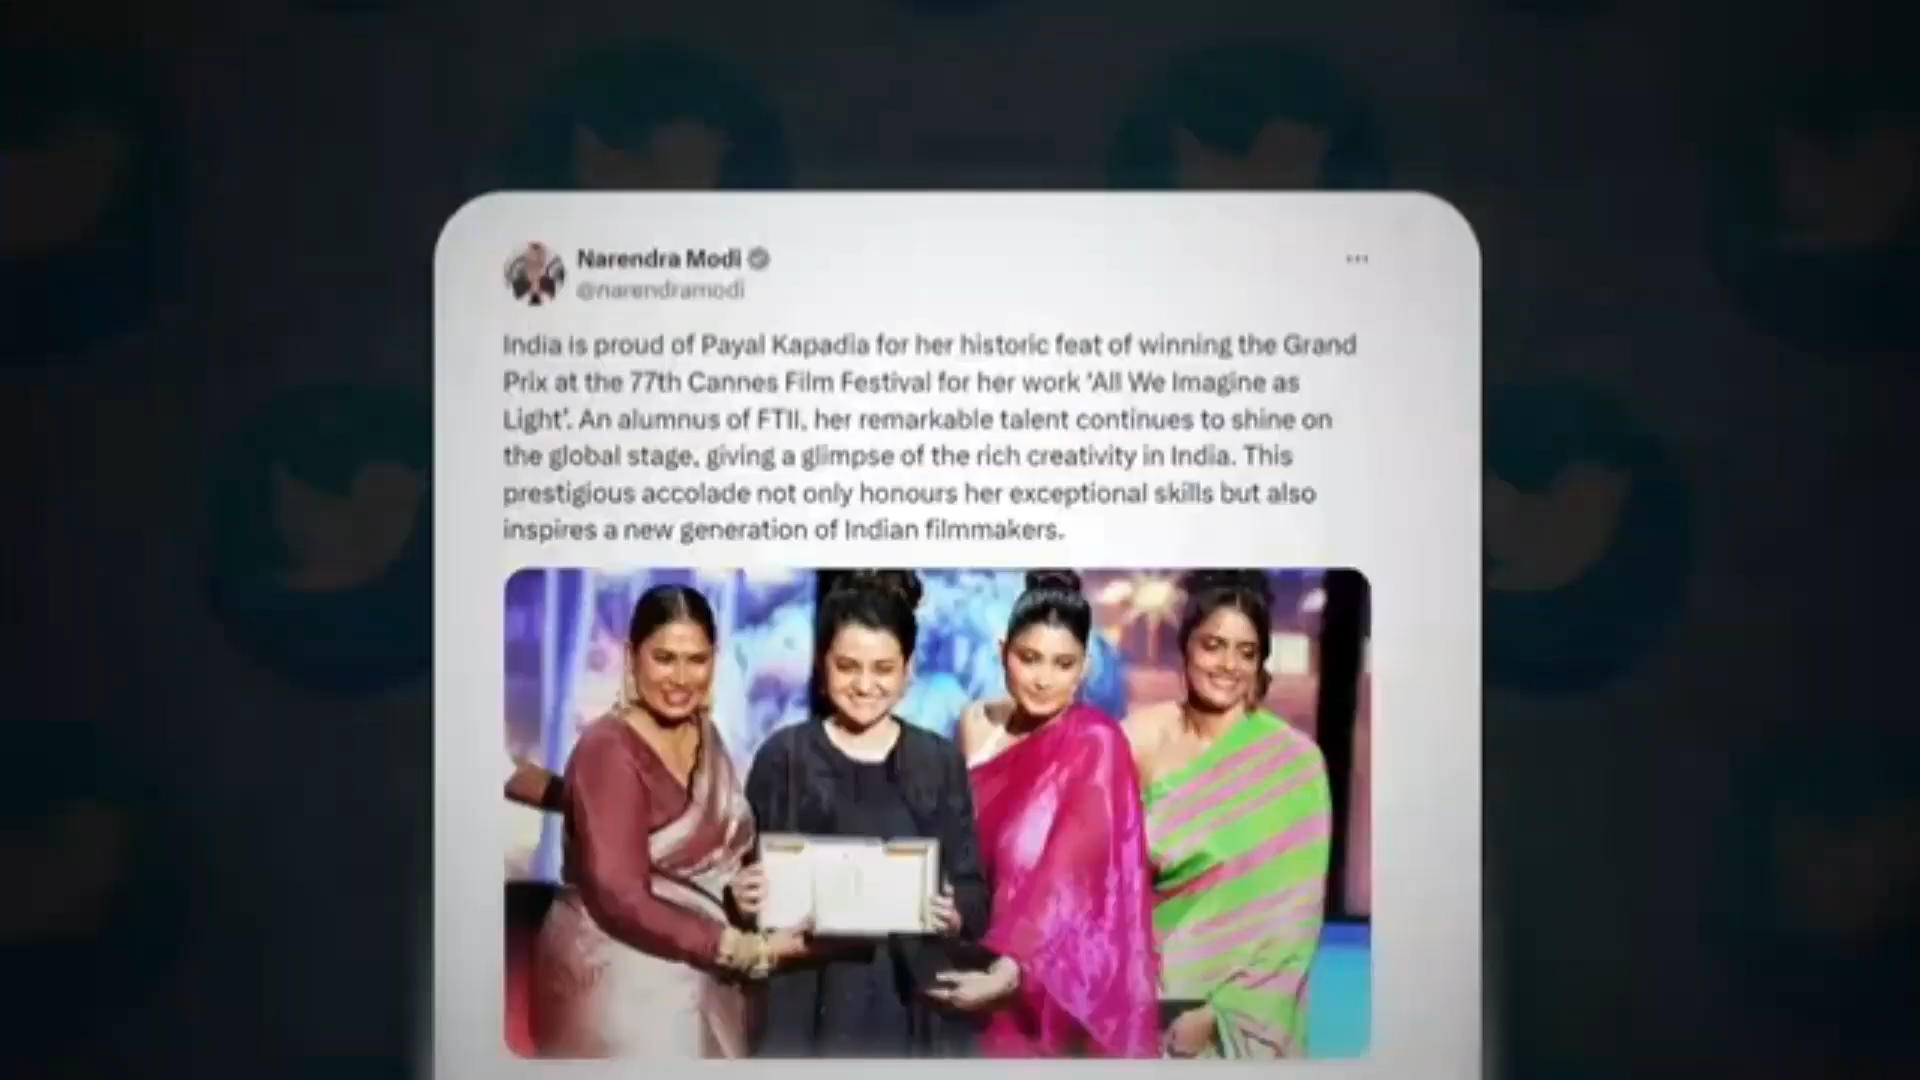 Narendra Modi
@narendramodi
India is proud of Payal Kapadia for her historic feat of winning the Grand
Prix at the 77th Cannes Film Festival for her work 'All We Imagine as
Light'. An alumnus of FTII, her remarkable talent continues to shine on
the global stage, giving a glimpse of the rich creativity in India. This
prestigious accolade not only honours her exceptional skills but also
inspires a new generation of Indian filmmakers.